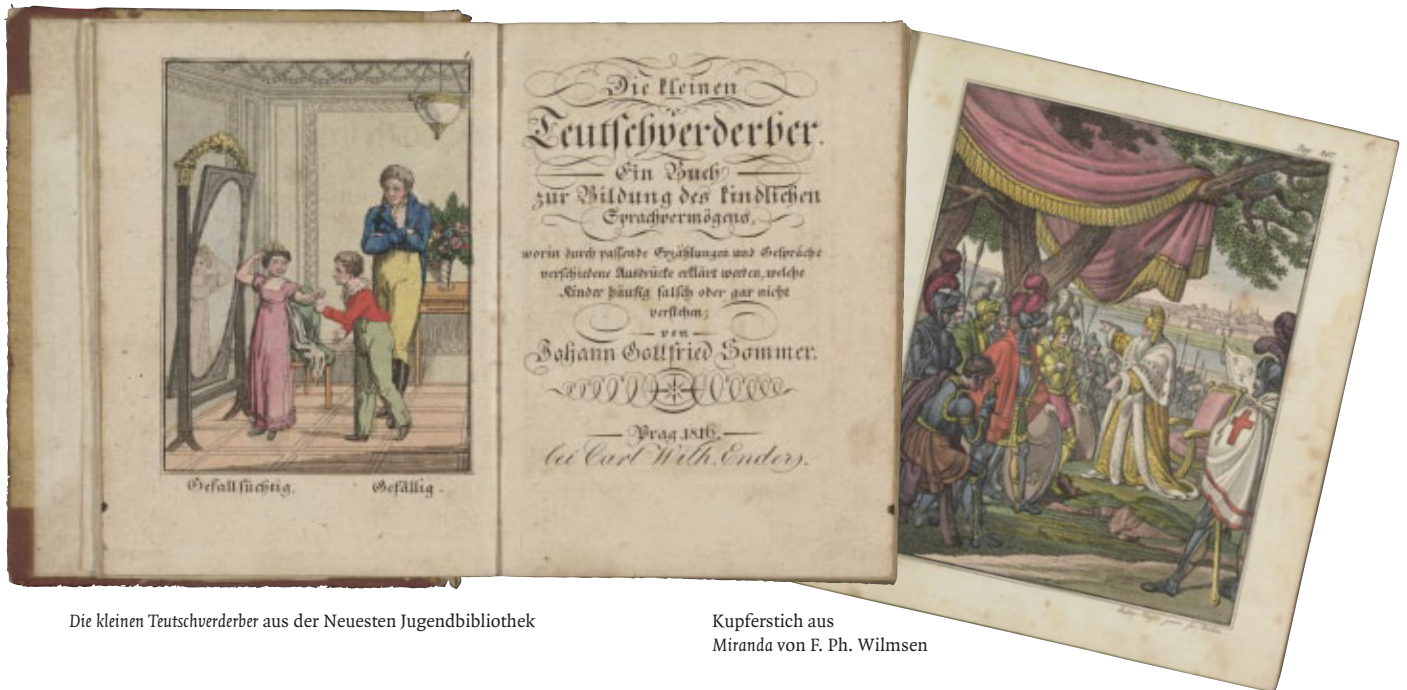 Gefallsüchtig. Gefällig.
Die kleinen
Teutschverderber.
Ein Buch
zur Bildung des kindlichen
Sprachvermögens,
worin durch passende Erzählungen und Gespräche
verschiedene Ausdrücke erklärt werden, welche
Kinder häufig falsch oder gar nicht
verstehen;
von
Johann Gottfried Sommer.
Prag 1816.
bei Carl Wilh. Enders.
Die kleinen Teutschverderber aus der Neuesten Jugendbibliothek
Kupferstich aus
Miranda von F. Ph. Wilmsen